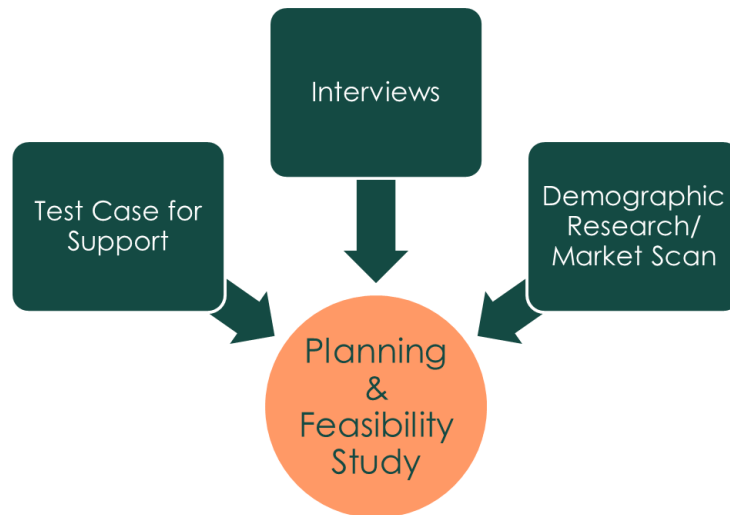 Interviews
Test Case for
Support
Demographic
Research/
Market Scan
Planning
&
Feasibility
Study